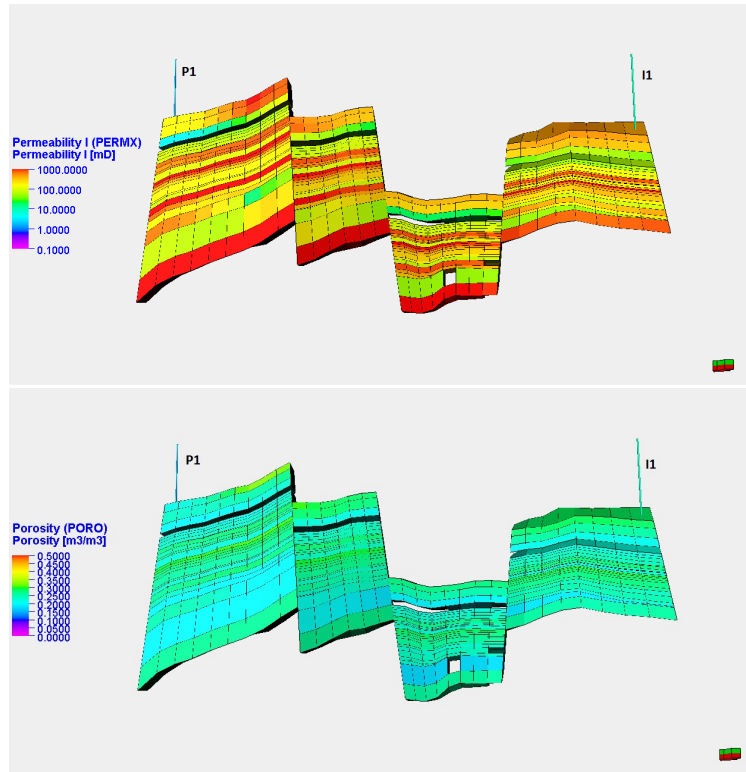 P1
I1
Permeability I (PERMX)
Permeability I [mD]
1000.0000
100.0000
10.0000
1.0000
0.1000
P1
I1
Porosity (PORO)
Porosity [m3/m3]
0.5000
0.4500
0.4000
0.3500
0.3000
0.2500
0.2000
0.1500
0.1000
0.0500
0.0000